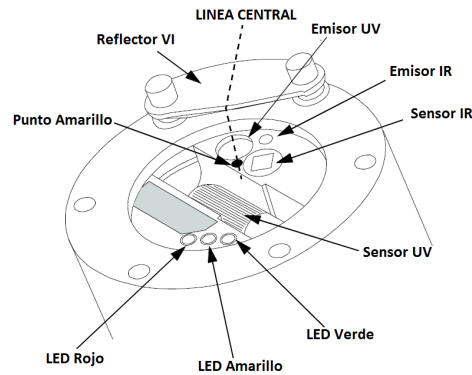 LINEA CENTRAL
Emisor UV
Reflector VI
Emisor IR
Sensor IR
Punto Amarillo
Sensor UV
LED Verde
LED Rojo
LED Amarillo